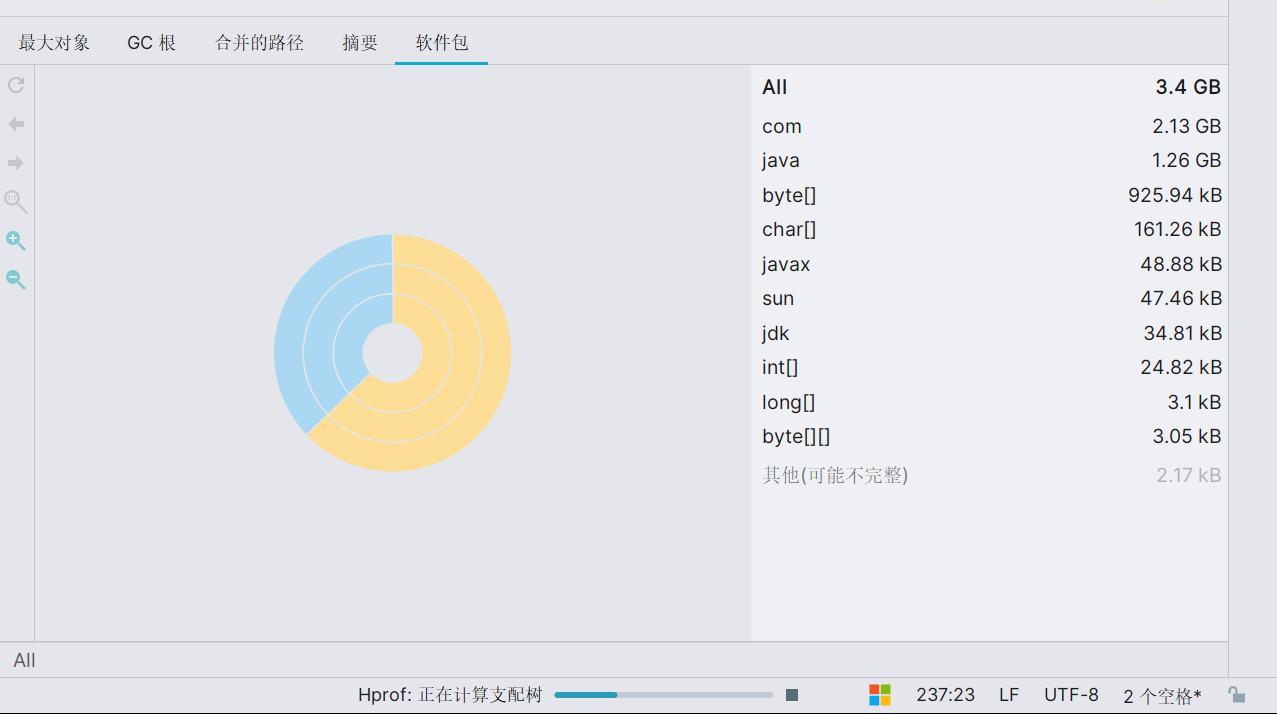 最大对象 GC 根 合并的路径 摘要 软件包
All 3.4 GB
com 2.13 GB
java 1.26 GB
byte[] 925.94 kB
char[] 161.26 kB
javax 48.88 kB
sun 47.46 kB
jdk 34.81 kB
int[] 24.82 kB
long[] 3.1 kB
byte[][] 3.05 kB
其他(可能不完整) 2.17 kB
All
Hprof: 正在计算支配树 237:23 LF UTF-8 2 个空格*